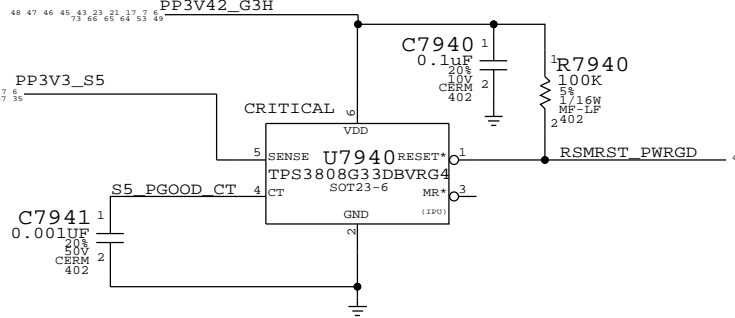 PP3V42_G3H
48 47 46 45 43 23 21 17 7 6
73 66 65 64 53 49
C7940
0.1uF
20%
10V
CERM
402
1
2
1
R7940
100K
5%
1/16W
MF-LF
402
2
PP3V3_S5
7 6
35
CRITICAL
6
VDD
5
SENSE
U7940
RESET*
1
RSMRST_PWRGD
TPS3808G33DBVRG4
SOT23-6
S5_PGOOD_CT
4
CT
MR*
3
(IPU)
GND
2
C7941
0.001UF
20%
50V
CERM
402
1
2